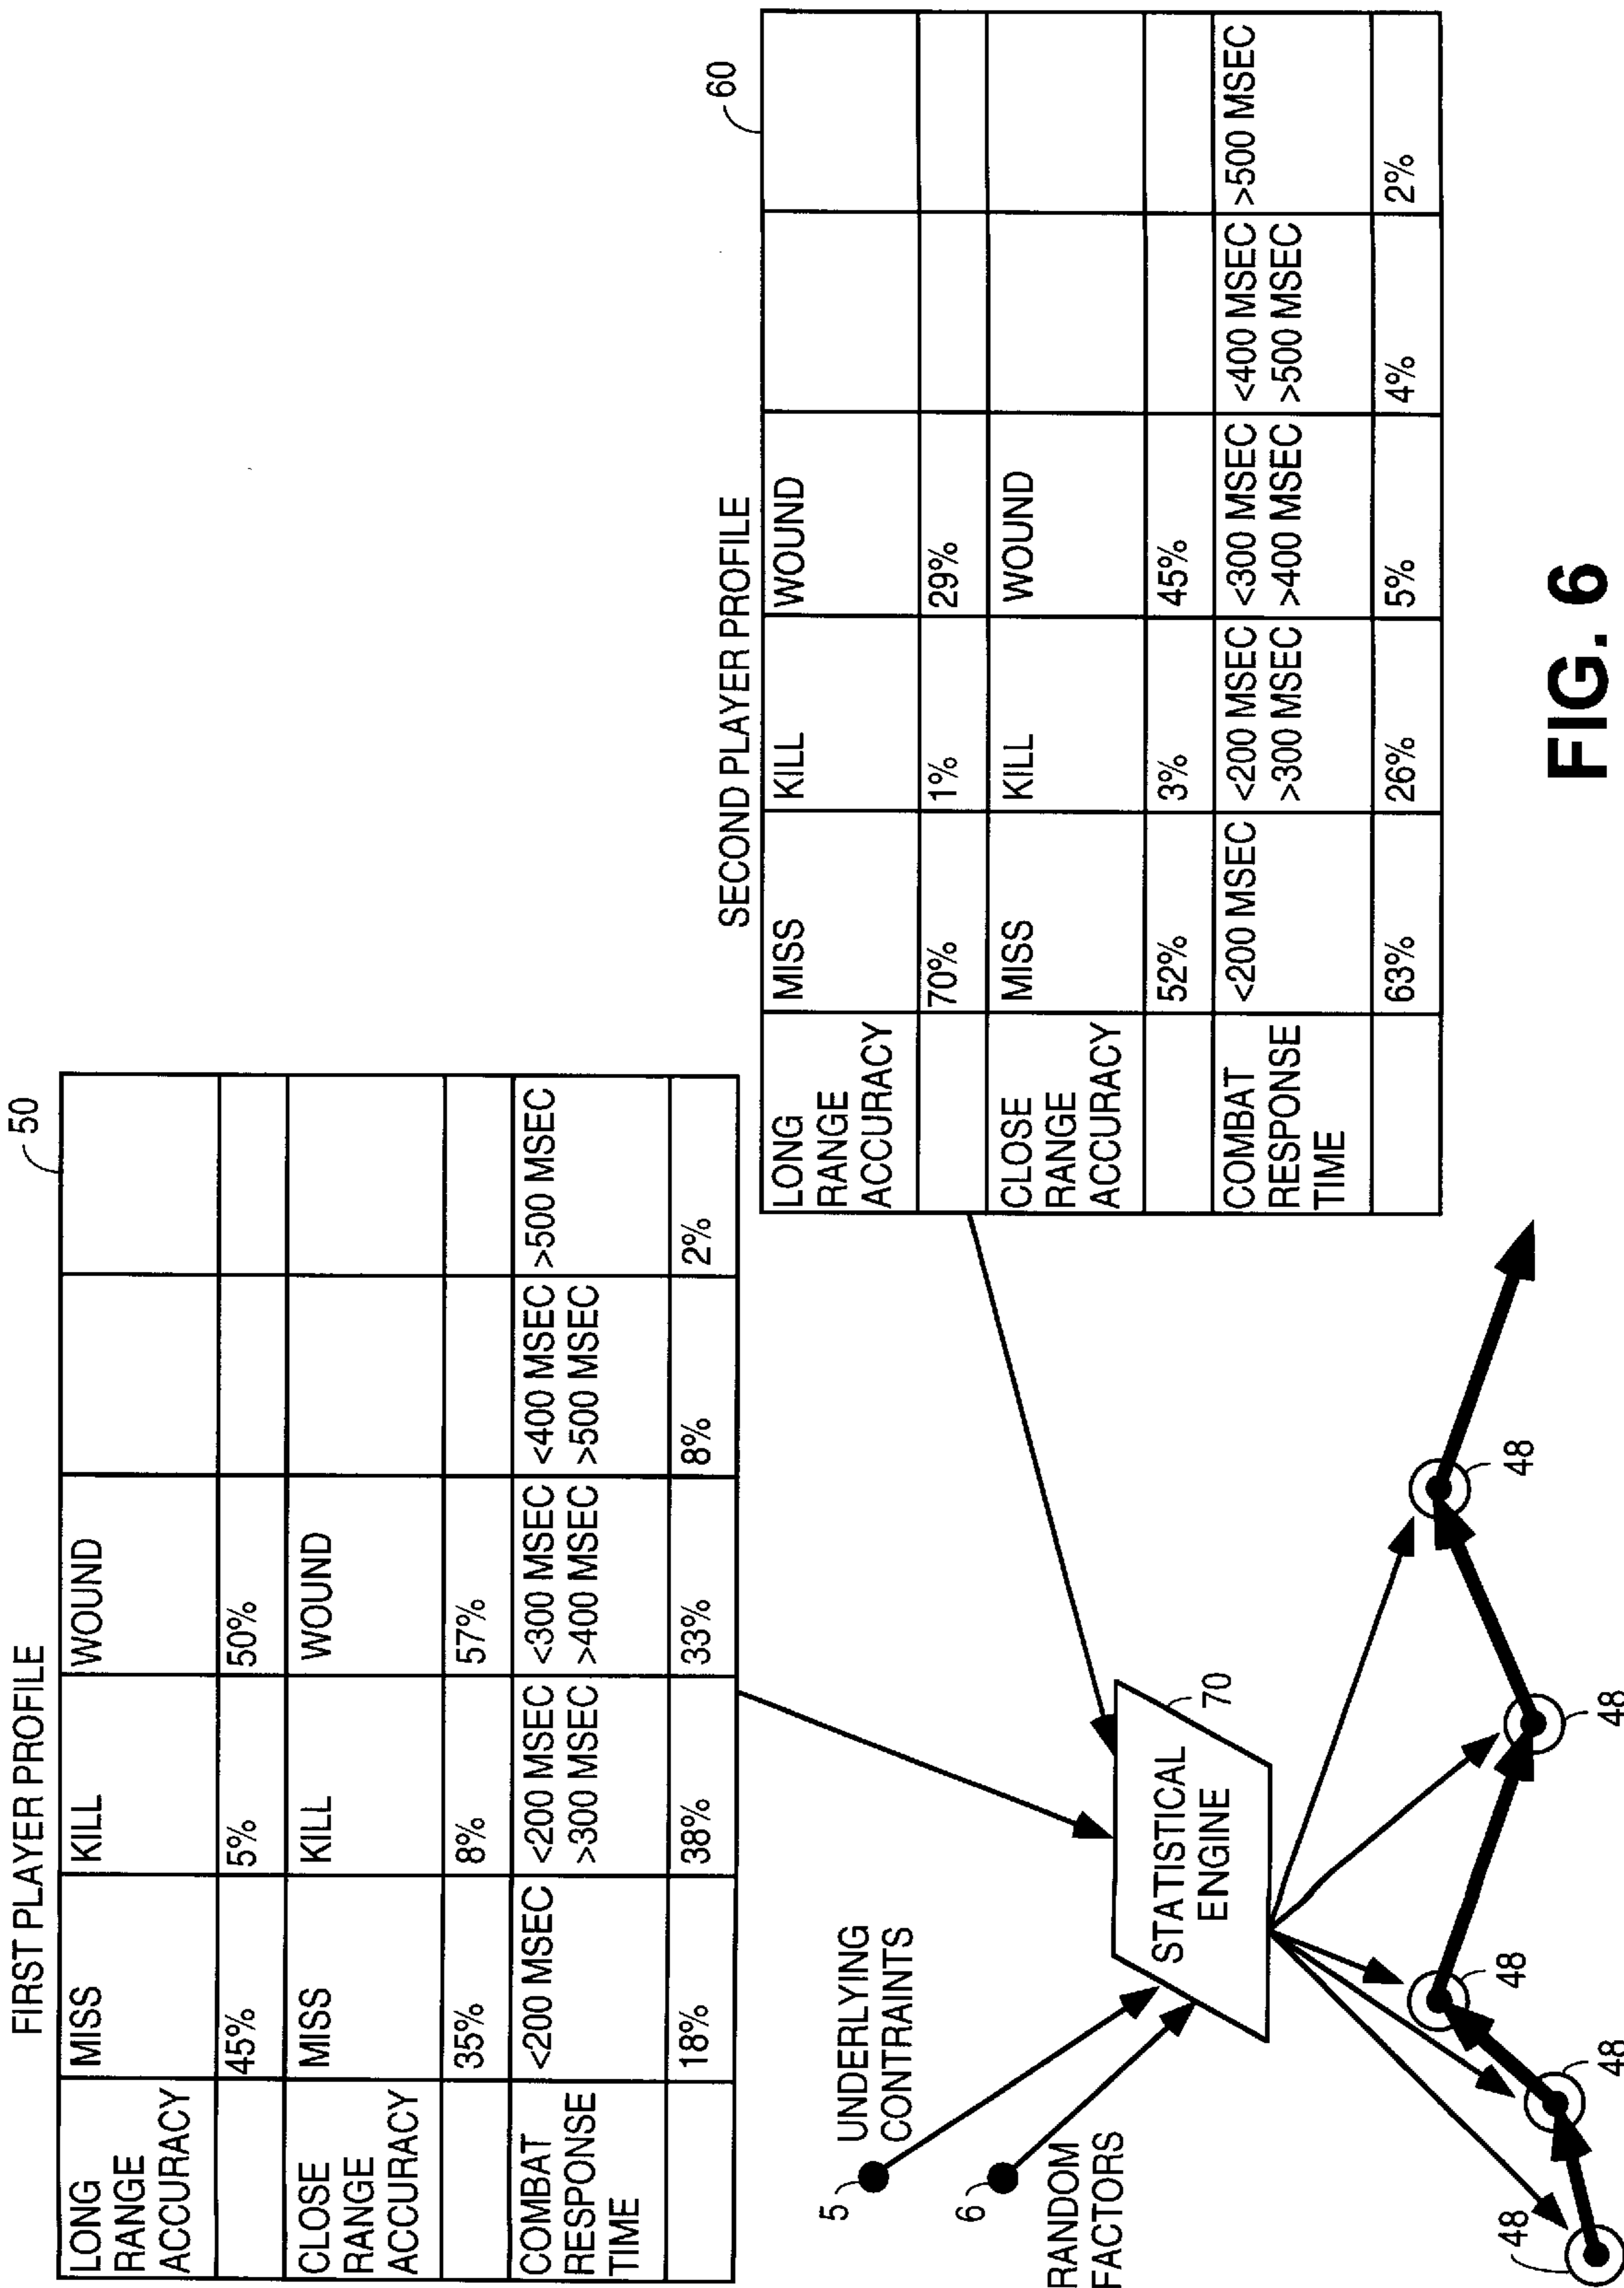 FIRST PLAYER PROFILE
50
LONG RANGE ACCURACY MISS KILL WOUND
45% 5% 50%
CLOSE RANGE ACCURACY MISS KILL WOUND
35% 8% 57%
COMBAT RESPONSE TIME <200 MSEC <200 MSEC >300 MSEC <300 MSEC >400 MSEC <400 MSEC >500 MSEC >500 MSEC
18% 38% 33% 8% 2%
SECOND PLAYER PROFILE
60
LONG RANGE ACCURACY MISS KILL WOUND
70% 1% 29%
CLOSE RANGE ACCURACY MISS KILL WOUND
52% 3% 45%
COMBAT RESPONSE TIME <200 MSEC <200 MSEC >300 MSEC <300 MSEC >400 MSEC <400 MSEC >500 MSEC >500 MSEC
63% 26% 5% 4% 2%
5
UNDERLYING
CONTRAINTS
6
RANDOM
FACTORS
STATISTICAL
ENGINE
70
48
48
48
48
48
FIG. 6